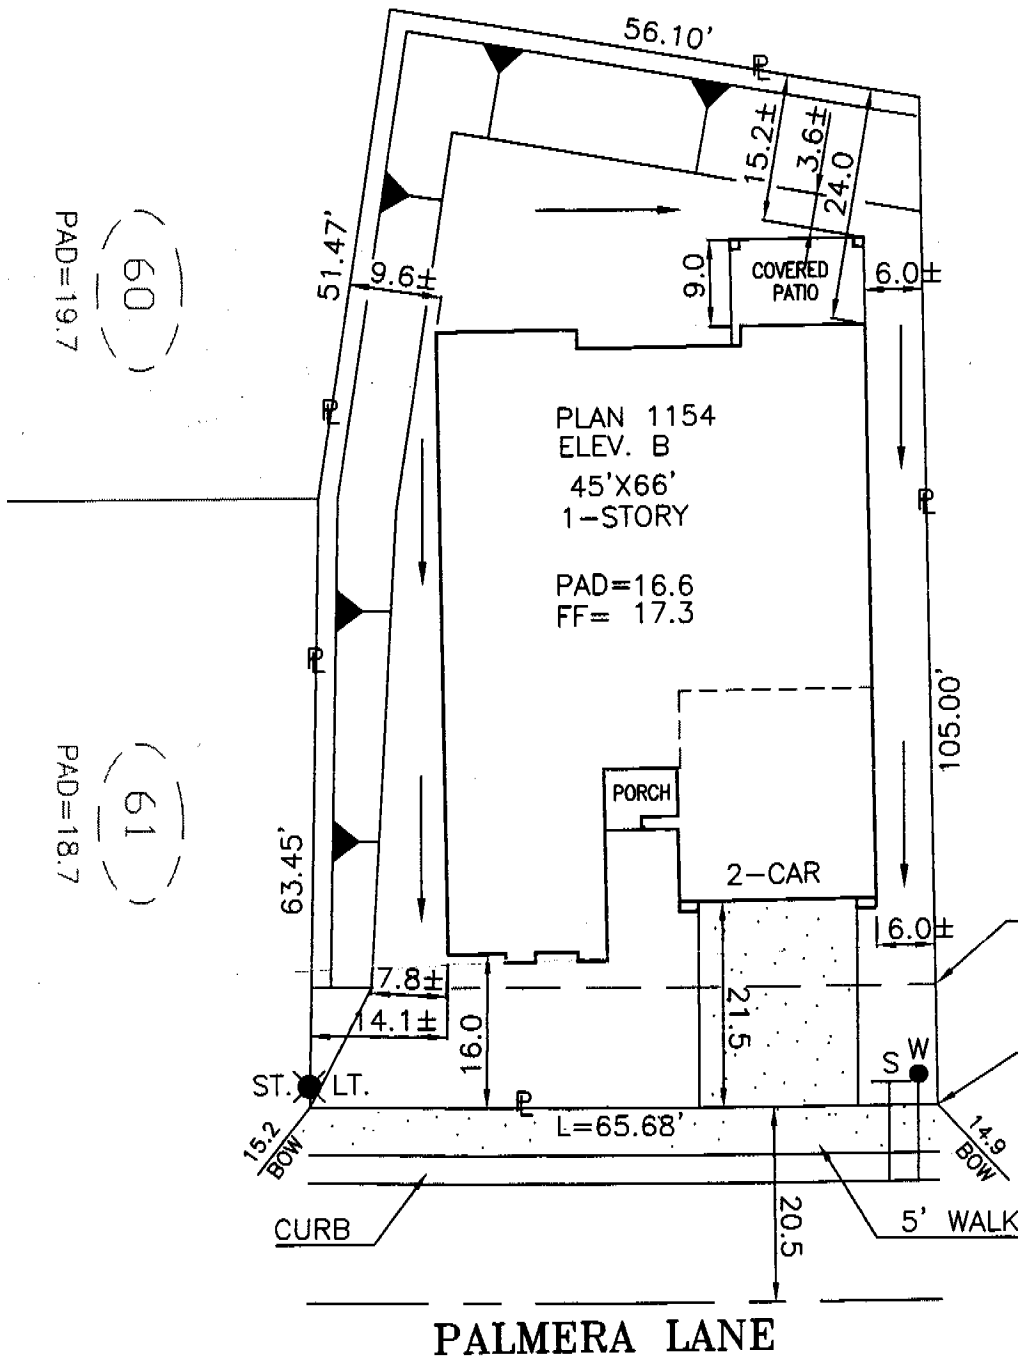 56.10'
PL
15.2±
3.6±
24.0
60
PAD=19.7
51.47'
9.6±
9.0
COVERED
PATIO
6.0±
PL
PLAN 1154
ELEV. B
45'X66'
1-STORY
PAD=16.6
FF= 17.3
PL
PL
105.00'
61
PAD=18.7
63.45'
PORCH
2-CAR
6.0±
7.8±
14.1±
16.0
21.5
S W
ST. LT.
PL
L=65.68'
15.2
BOW
14.9
BOW
20.5
CURB
5' WALK
PALMERA LANE